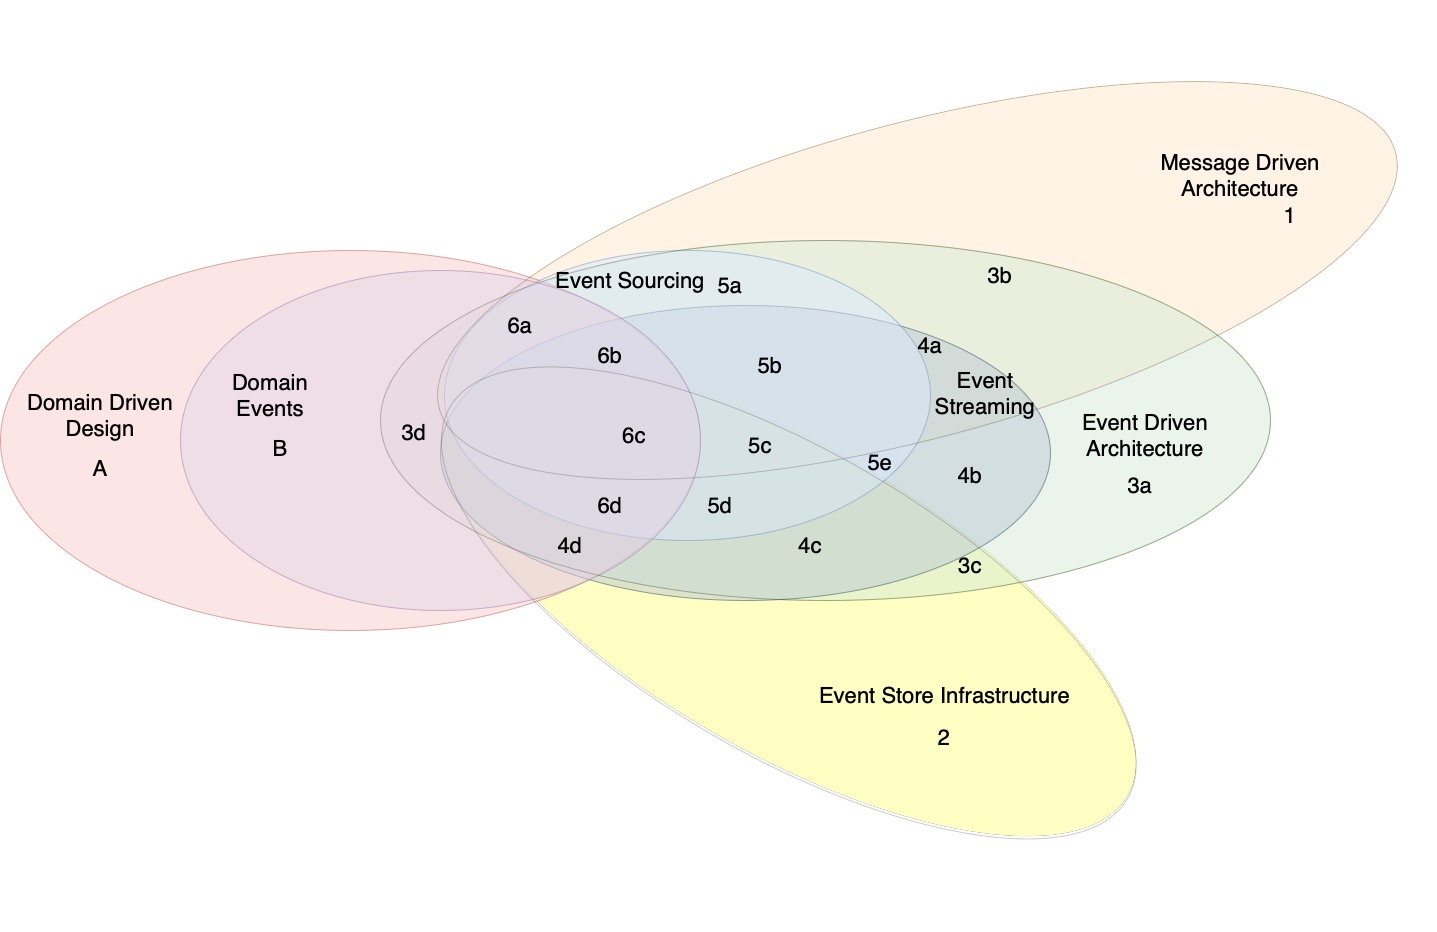 Message Driven
Architecture
1
3b
Event Sourcing 5a
6a
6b
5b
4a
Event
Streaming
Domain
Events
B
Domain Driven
Design
A
3d
6c
5c
5e
4b
Event Driven
Architecture
3a
6d
5d
4d
4c
3c
Event Store Infrastructure
2